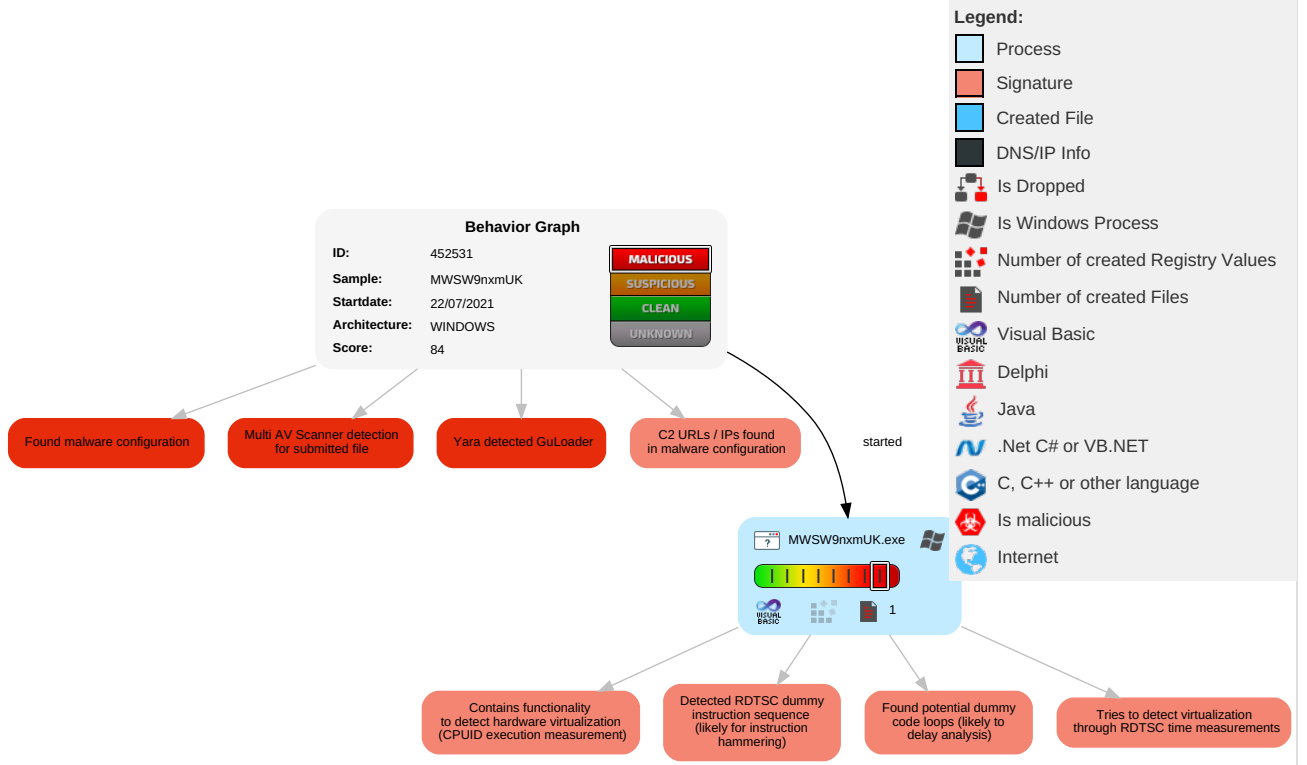 Legend:
Process
Signature
Created File
DNS/IP Info
Is Dropped
Is Windows Process
Number of created Registry Values
Number of created Files
VISUAL
BASIC
Visual Basic
Delphi
Java
.Net C# or VB.NET
C, C++ or other language
Is malicious
Internet
Behavior Graph
ID: 452531
Sample: MWSW9nxmUK
Startdate: 22/07/2021
Architecture: WINDOWS
Score: 84
MALICIOUS
SUSPICIOUS
CLEAN
UNKNOWN
Found malware configuration
Multi AV Scanner detection
for submitted file
Yara detected GuLoader
C2 URLs / IPs found
in malware configuration
started
?
MWSW9nxmUK.exe
VISUAL
BASIC
1
Contains functionality
to detect hardware virtualization
(CPUID execution measurement)
Detected RDTSC dummy
instruction sequence
(likely for instruction
hammering)
Found potential dummy
code loops (likely to
delay analysis)
Tries to detect virtualization
through RDTSC time measurements